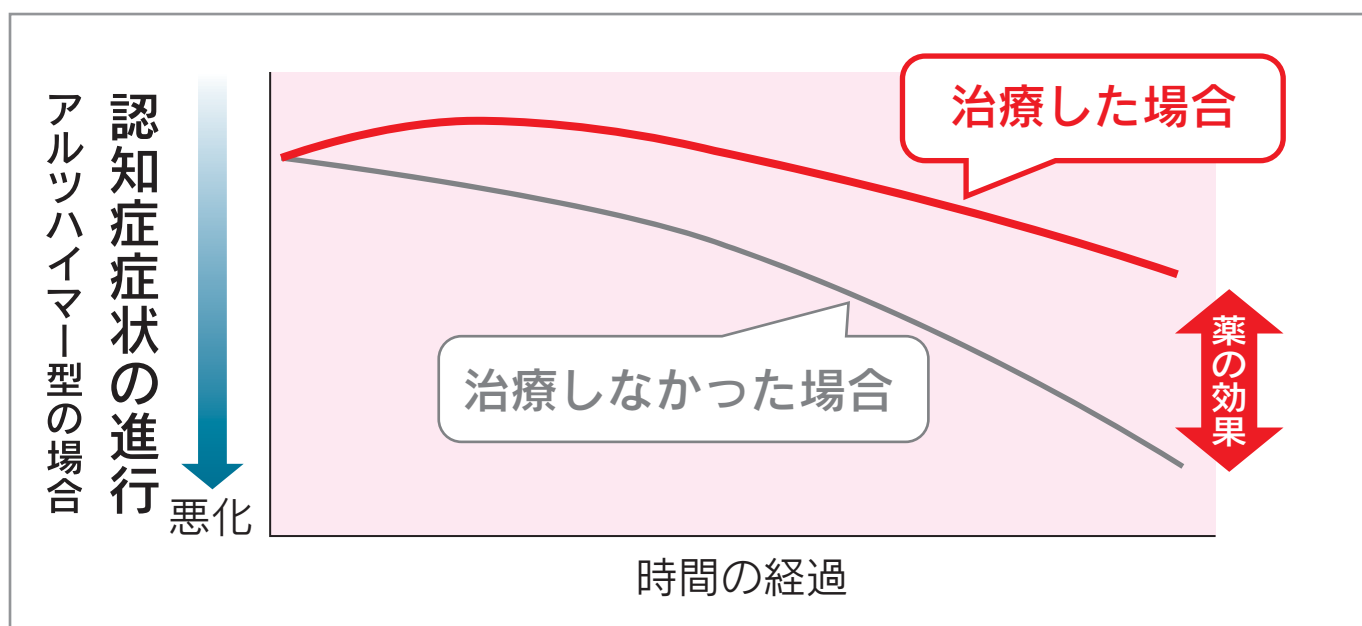 認知症症状の進行
アルツハイマー型の場合
悪化
治療した場合
治療しなかった場合
薬の効果
時間の経過